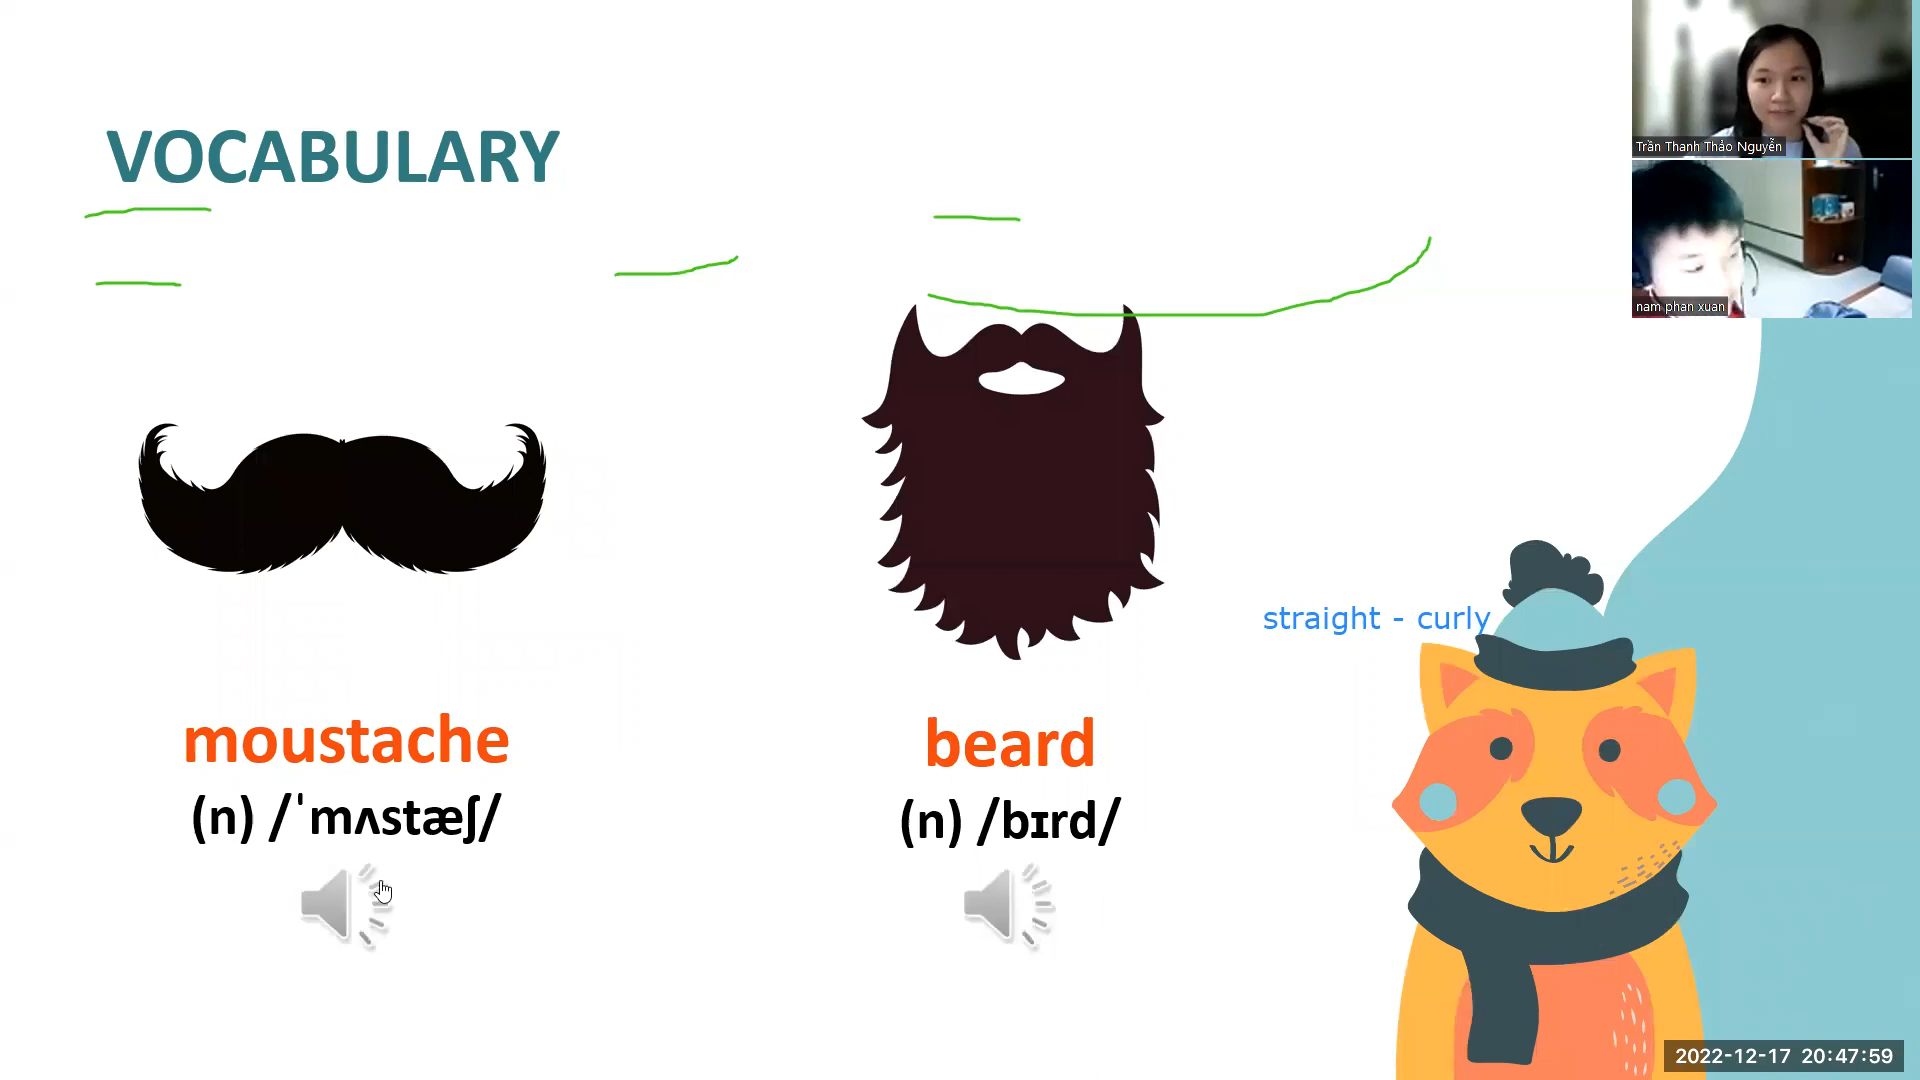 VOCABULARY
Trần Thanh Thảo Nguyễn
nam phan xuan
straight - curly
moustache
(n) /ˈmʌstæʃ/
beard
(n) /bɪrd/
2022-12-17 20:47:59